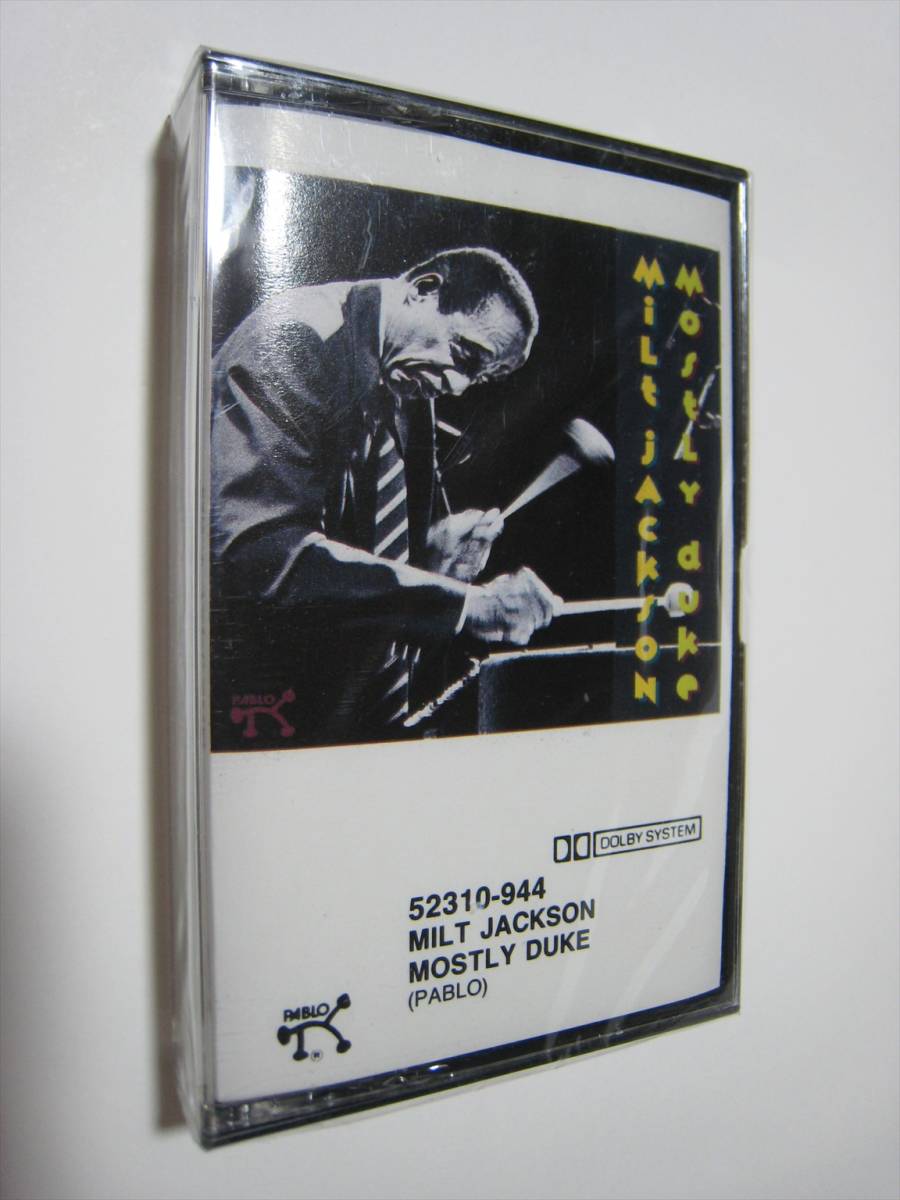 MiLt jAcksoN
MostLy dUke
PABLO
DOLBY SYSTEM
52310-944
MILT JACKSON
MOSTLY DUKE
(PABLO)
PABLO
®